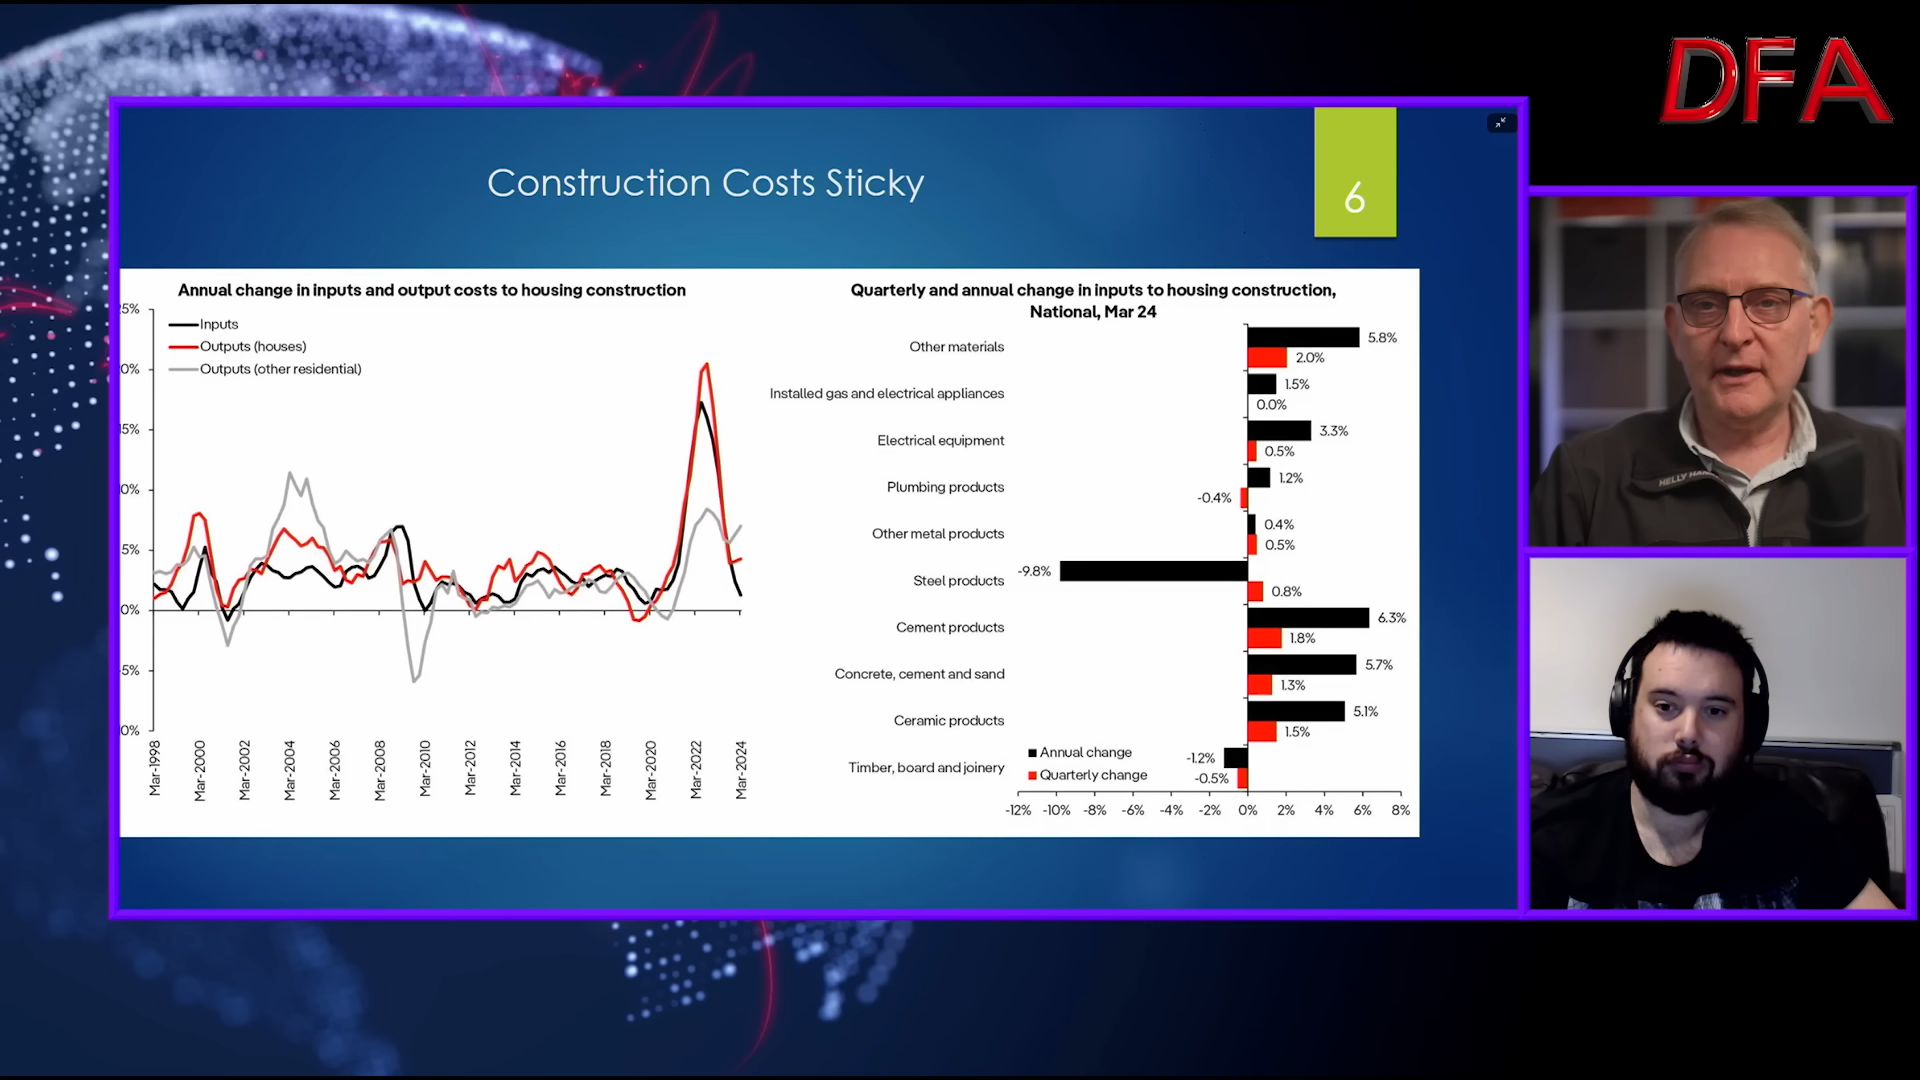 DFA
Construction Costs Sticky
6
Annual change in inputs and output costs to housing construction
5%
Inputs
Outputs (houses)
0%
Outputs (other residential)
5%
0%
5%
0%
5%
0%
Mar-1998
Mar-2000
Mar-2002
Mar-2004
Mar-2006
Mar-2008
Mar-2010
Mar-2012
Mar-2014
Mar-2016
Mar-2018
Mar-2020
Mar-2022
Mar-2024
Quarterly and annual change in inputs to housing construction,
National, Mar 24
Other materials
5.8%
2.0%
Installed gas and electrical appliances
1.5%
0.0%
Electrical equipment
3.3%
0.5%
Plumbing products
1.2%
-0.4%
Other metal products
0.4%
0.5%
Steel products
-9.8%
0.8%
Cement products
6.3%
1.8%
Concrete, cement and sand
5.7%
1.3%
Ceramic products
5.1%
1.5%
Timber, board and joinery
-1.2%
-0.5%
Annual change
Quarterly change
-12% -10% -8% -6% -4% -2% 0% 2% 4% 6% 8%
HELLY